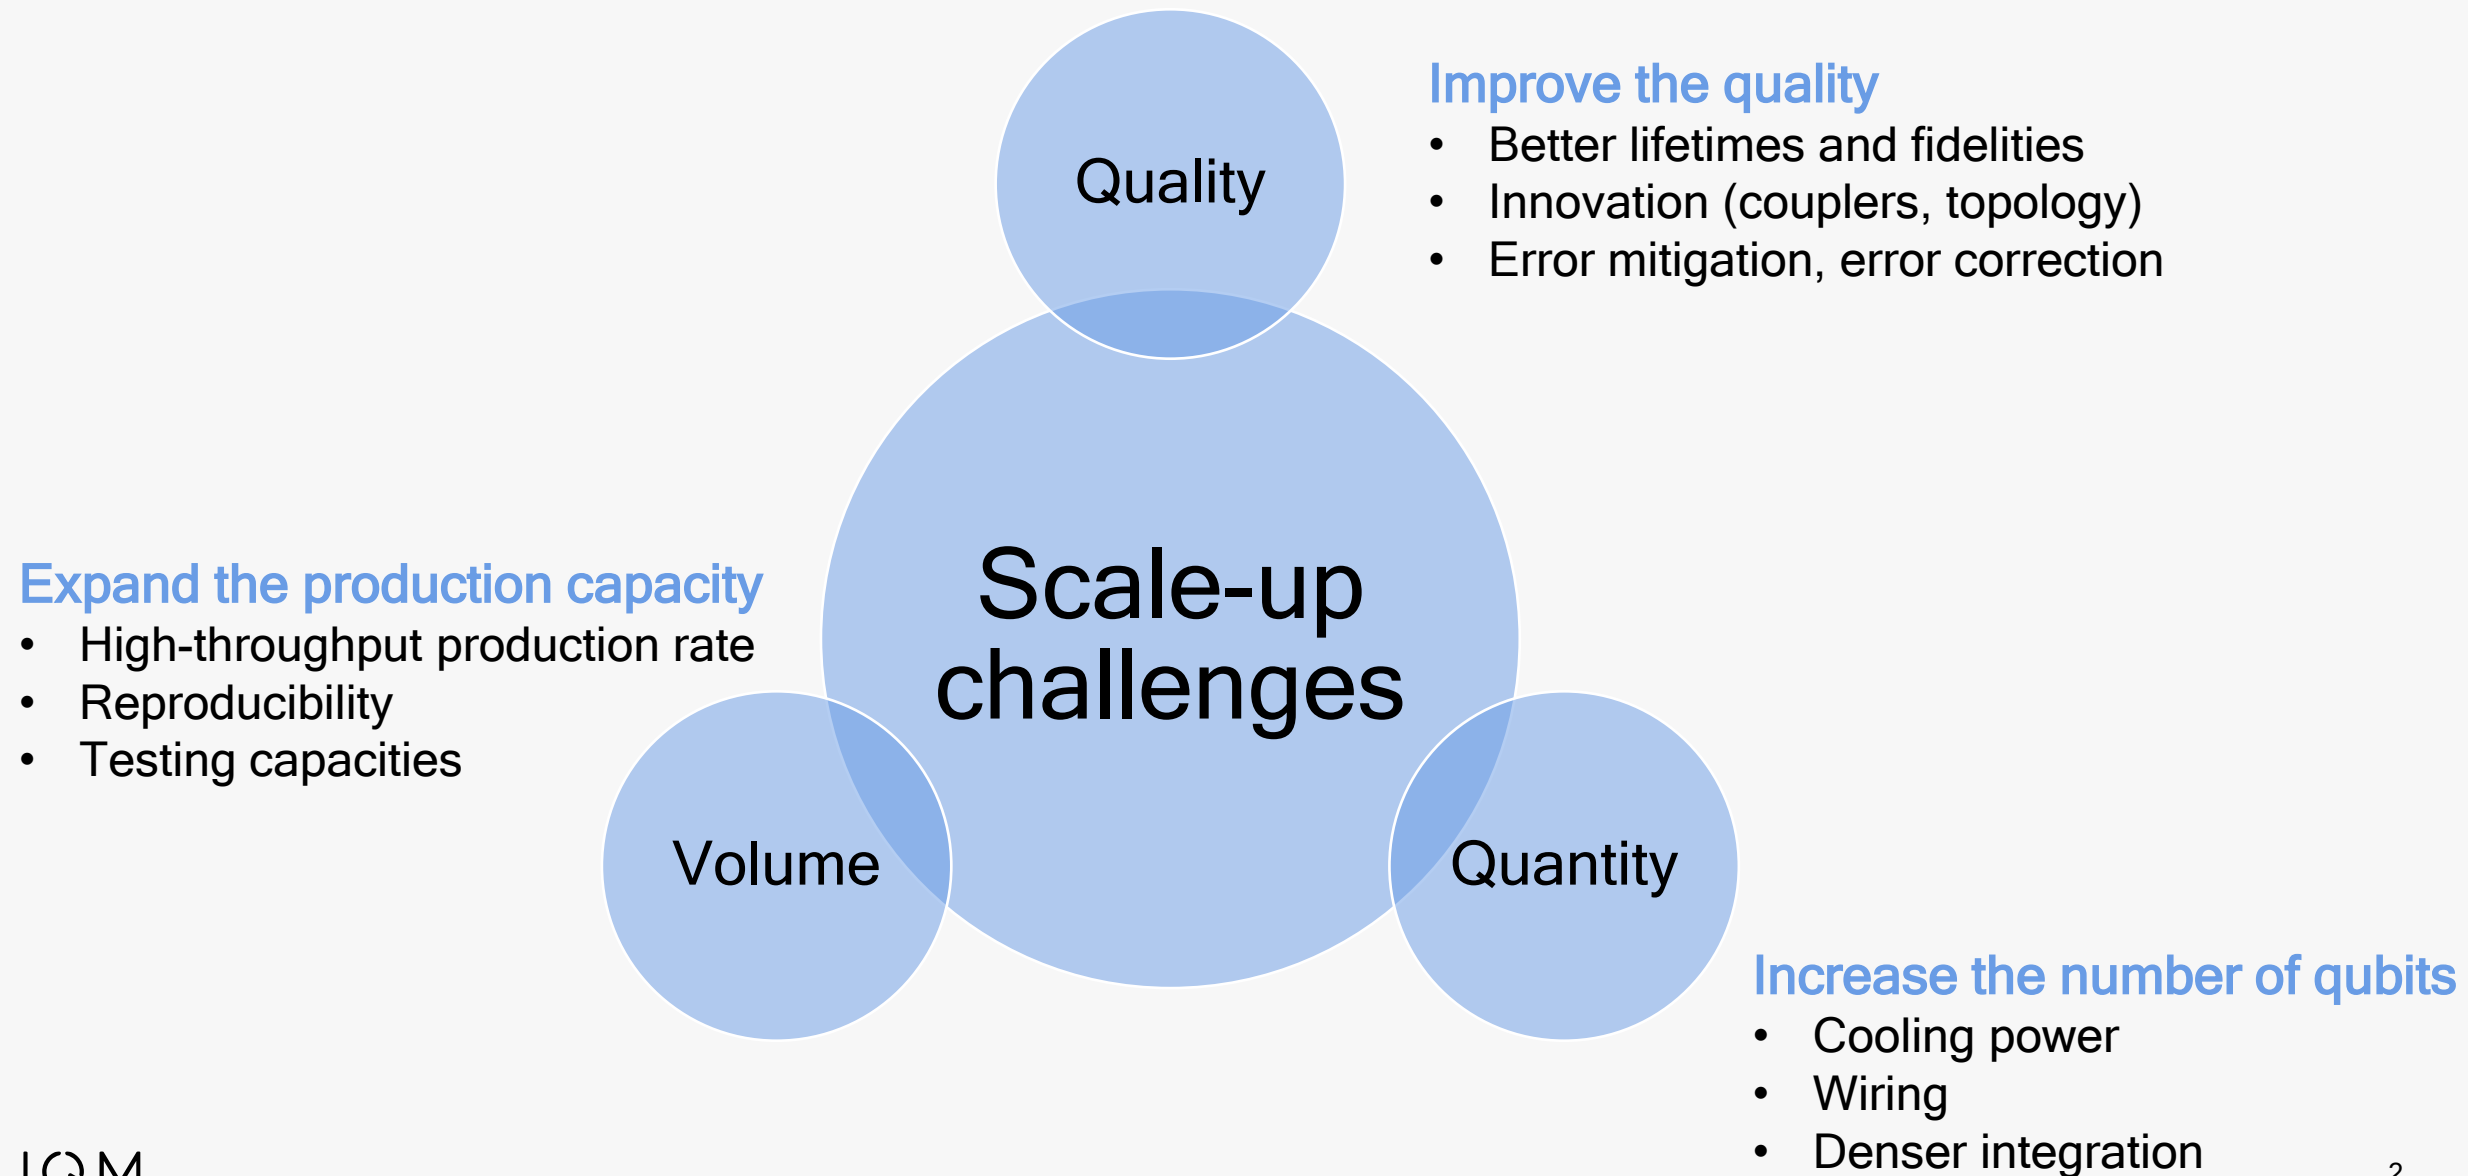 Quality
Improve the quality
• Better lifetimes and fidelities
• Innovation (couplers, topology)
• Error mitigation, error correction
Scale-up
challenges
Expand the production capacity
• High-throughput production rate
• Reproducibility
• Testing capacities
Volume
Quantity
Increase the number of qubits
• Cooling power
• Wiring
• Denser integration
IQM
2